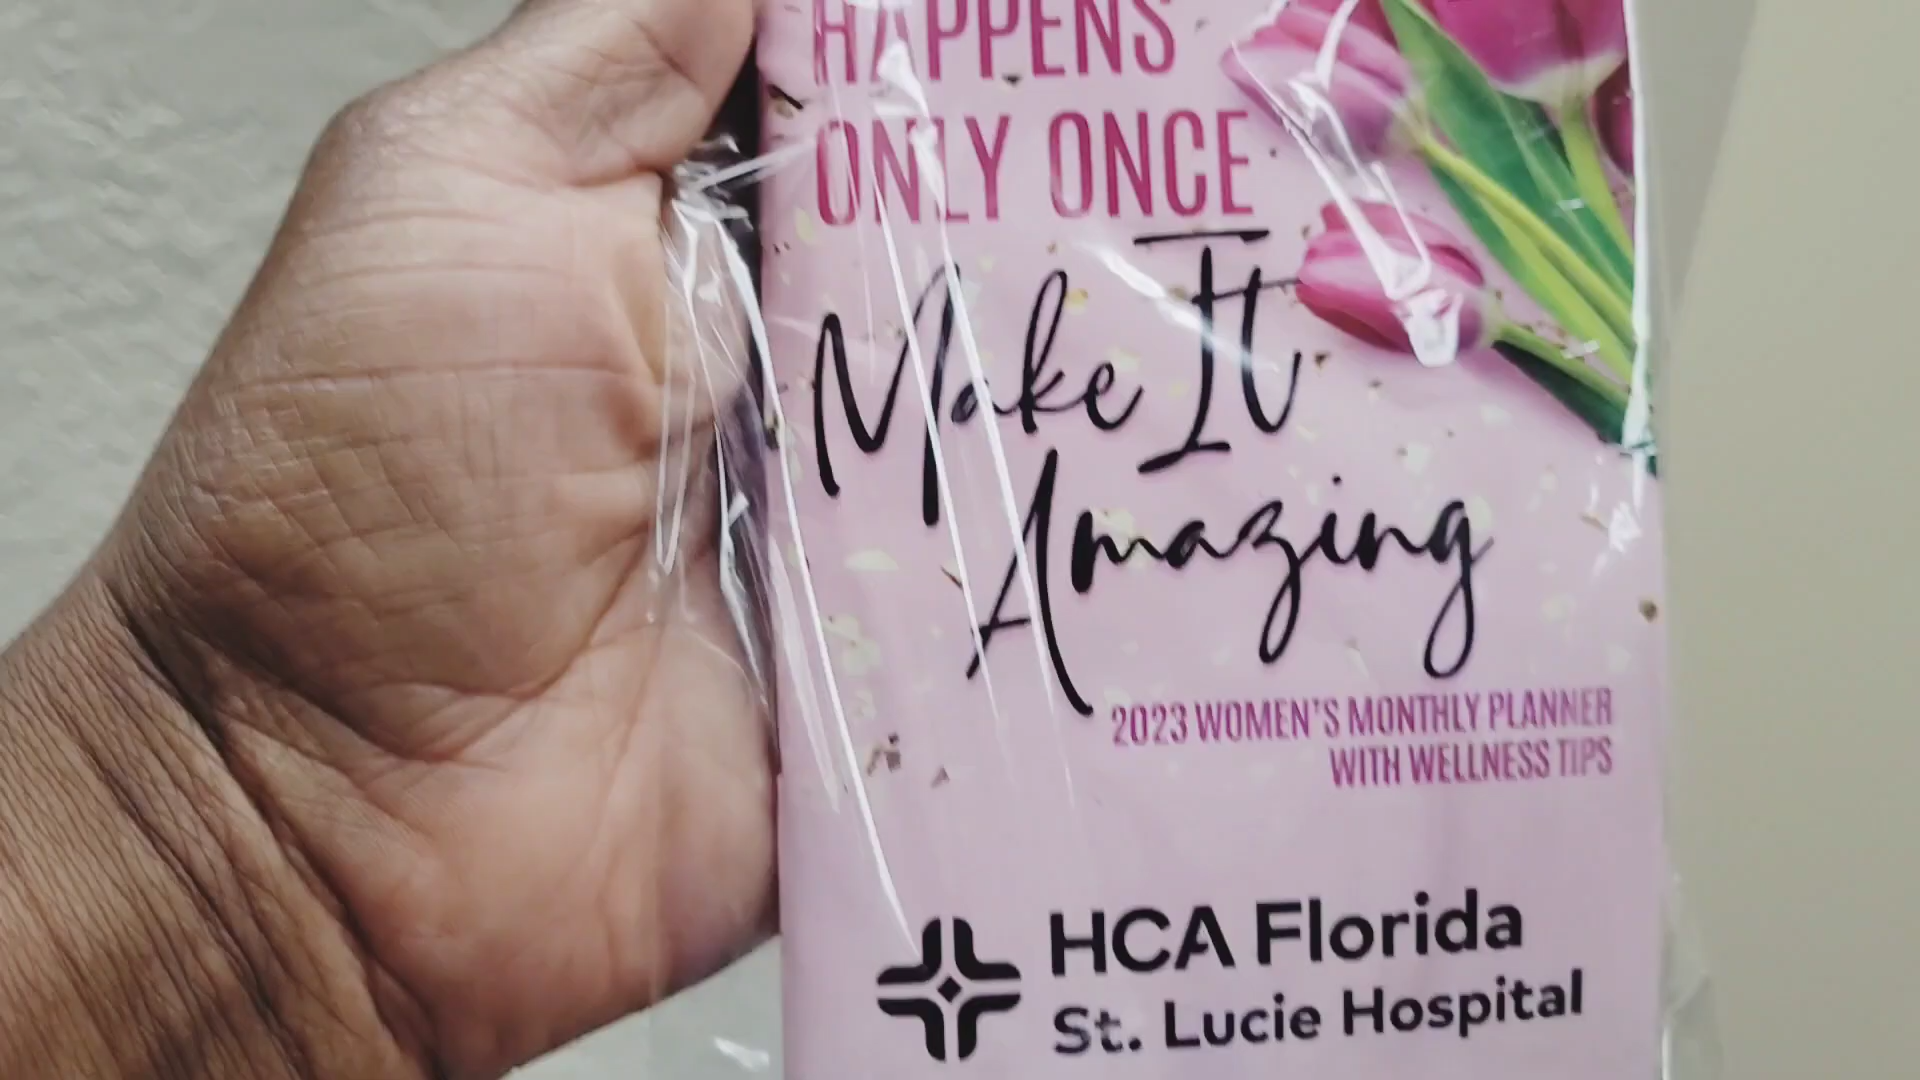 HAPPENS
ONLY ONCE
Make It
Amazing
2023 WOMEN'S MONTHLY PLANNER
WITH WELLNESS TIPS
HCA Florida
St. Lucie Hospital